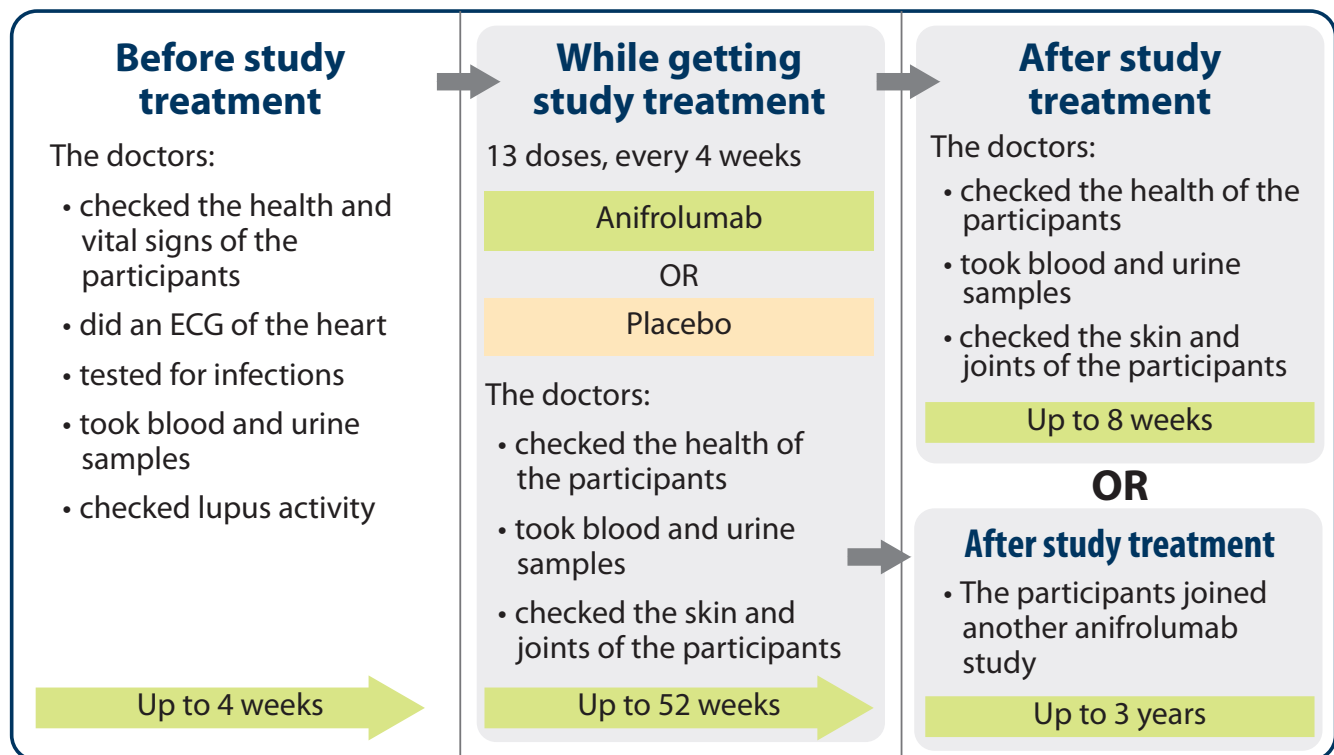 Before study
treatment
The doctors:
• checked the health and
vital signs of the
participants
• did an ECG of the heart
• tested for infections
• took blood and urine
samples
• checked lupus activity
Up to 4 weeks
While getting
study treatment
13 doses, every 4 weeks
Anifrolumab
OR
Placebo
The doctors:
• checked the health of
the participants
• took blood and urine
samples
• checked the skin and
joints of the participants
Up to 52 weeks
After study
treatment
The doctors:
• checked the health of the
participants
• took blood and urine
samples
• checked the skin and
joints of the participants
Up to 8 weeks
OR
After study treatment
• The participants joined
another anifrolumab
study
Up to 3 years